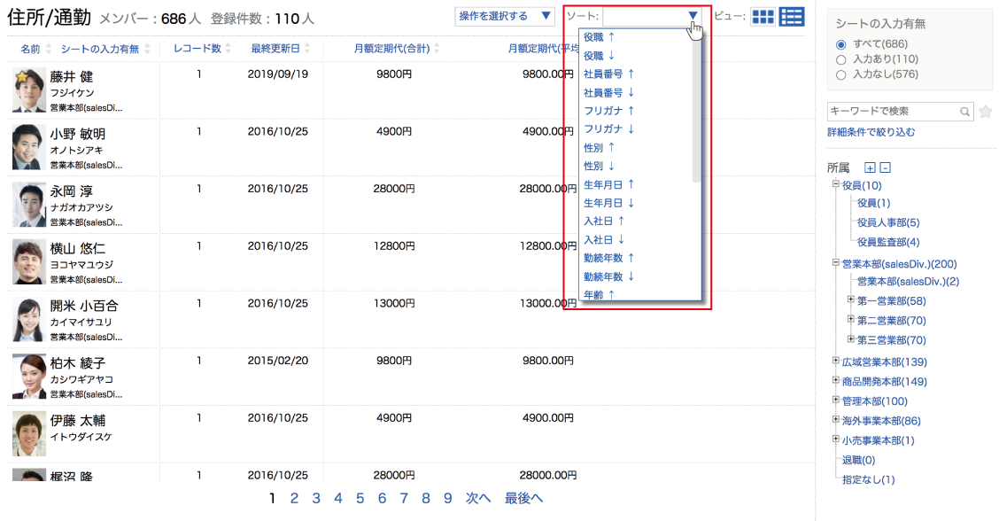 住所/通勤 メンバー：686人 登録件数：110人
操作を選択する ▼
ソート: ▼
ビュー:
役職 ↑
役職 ↓
社員番号 ↑
社員番号 ↓
フリガナ ↑
フリガナ ↓
性別 ↑
性別 ↓
生年月日 ↑
生年月日 ↓
入社日 ↑
入社日 ↓
勤続年数 ↑
勤続年数 ↓
年齢 ↑
名前 シートの入力有無 レコード数 最終更新日 月額定期代(合計) 月額定期代(平均
藤井 健
フジイケン
営業本部(salesDi...
1 2019/09/19 9800円 9800.00円
小野 敏明
オノトシアキ
営業本部(salesDi...
1 2016/10/25 4900円 4900.00円
永岡 淳
ナガオカアツシ
営業本部(salesDi...
1 2016/10/25 28000円 28000.00円
横山 悠仁
ヨコヤマユウジ
営業本部(salesDi...
1 2016/10/25 12800円 12800.00円
開米 小百合
カイマイサユリ
営業本部(salesDi...
1 2016/10/25 13000円 13000.00円
柏木 綾子
カシワギアヤコ
営業本部(salesDi...
1 2015/02/20 9800円 9800.00円
伊藤 太輔
イトウダイスケ
1 2016/10/25 4900円 4900.00円
梶沼 隆
1 2016/10/25 28000円 28000.00円
1 2 3 4 5 6 7 8 9 次へ 最後へ
シートの入力有無
すべて(686)
入力あり(110)
入力なし(576)
キーワードで検索
詳細条件で絞り込む
所属 + -
役員(10)
役員(1)
役員人事部(5)
役員監査部(4)
営業本部(salesDiv.)(200)
営業本部(salesDiv.)(2)
第一営業部(58)
第二営業部(70)
第三営業部(70)
広域営業本部(139)
商品開発本部(149)
管理本部(100)
海外事業本部(86)
小売事業本部(1)
退職(0)
指定なし(1)